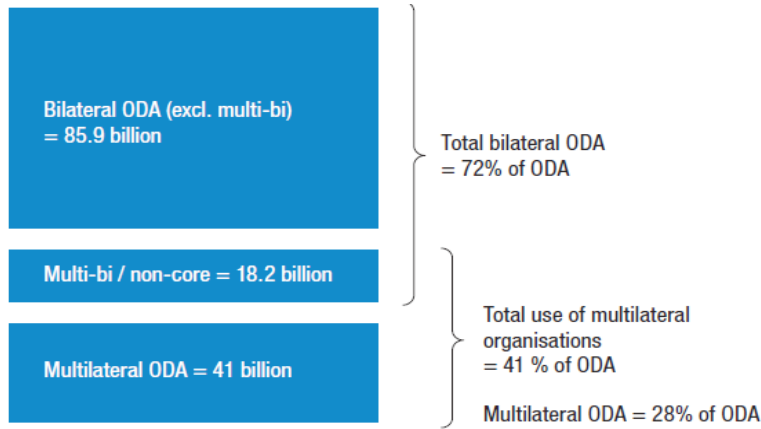 Bilateral ODA (excl. multi-bi)
= 85.9 billion
Total bilateral ODA
= 72% of ODA
Multi-bi / non-core = 18.2 billion
Total use of multilateral
organisations
= 41 % of ODA
Multilateral ODA = 41 billion
Multilateral ODA = 28% of ODA